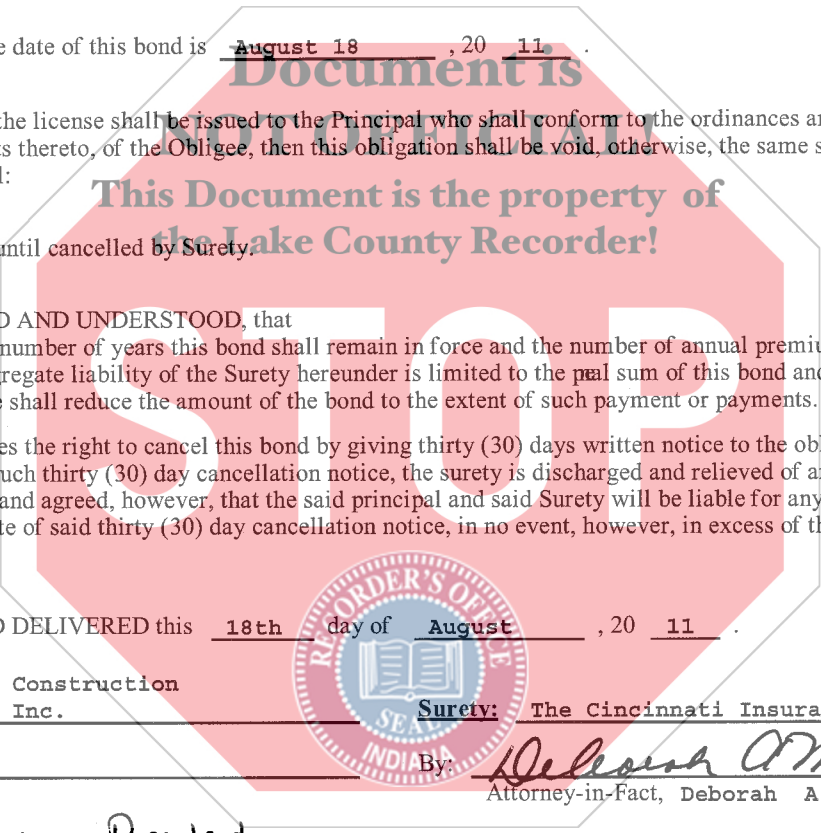 e date of this bond is August 18 , 20 11 .
Document is
the license shall be issued to the Principal who shall conform to the ordinances a
NOT OFFICIAL!
s thereto, of the Obligee, then this obligation shall be void, otherwise, the same s
l:
This Document is the property of
the Lake County Recorder!
until cancelled by Surety.
D AND UNDERSTOOD, that
number of years this bond shall remain in force and the number of annual premiu
regate liability of the Surety hereunder is limited to the peal sum of this bond and
e shall reduce the amount of the bond to the extent of such payment or payments.
STOP
es the right to cancel this bond by giving thirty (30) days written notice to the obl
uch thirty (30) day cancellation notice, the surety is discharged and relieved of a
and agreed, however, that the said principal and said Surety will be liable for any
te of said thirty (30) day cancellation notice, in no event, however, in excess of th
RECORDER'S OFFICE
D DELIVERED this 18th day of August , 20 11 .
SEAL
INDIANA
Construction
Inc.
Surety: The Cincinnati Insura
By: Deborah A
Attorney-in-Fact, Deborah A